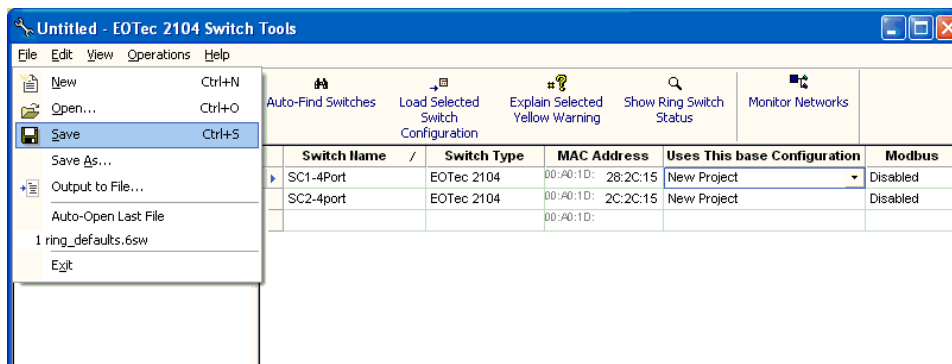 Untitled - EOTec 2104 Switch Tools
File Edit View Operations Help
New Ctrl+N
Open... Ctrl+O
Save Ctrl+S
Save As...
Output to File...
Auto-Open Last File
1 ring_defaults.6sw
Exit
Auto-Find Switches
Load Selected Switch Configuration
Explain Selected Yellow Warning
Show Ring Switch Status
Monitor Networks
Switch Name / Switch Type MAC Address Uses This base Configuration Modbus
SC1-4Port EOTec 2104 00:A0:1D: 28:2C:15 New Project Disabled
SC2-4port EOTec 2104 00:A0:1D: 2C:2C:15 New Project Disabled
00:A0:1D: